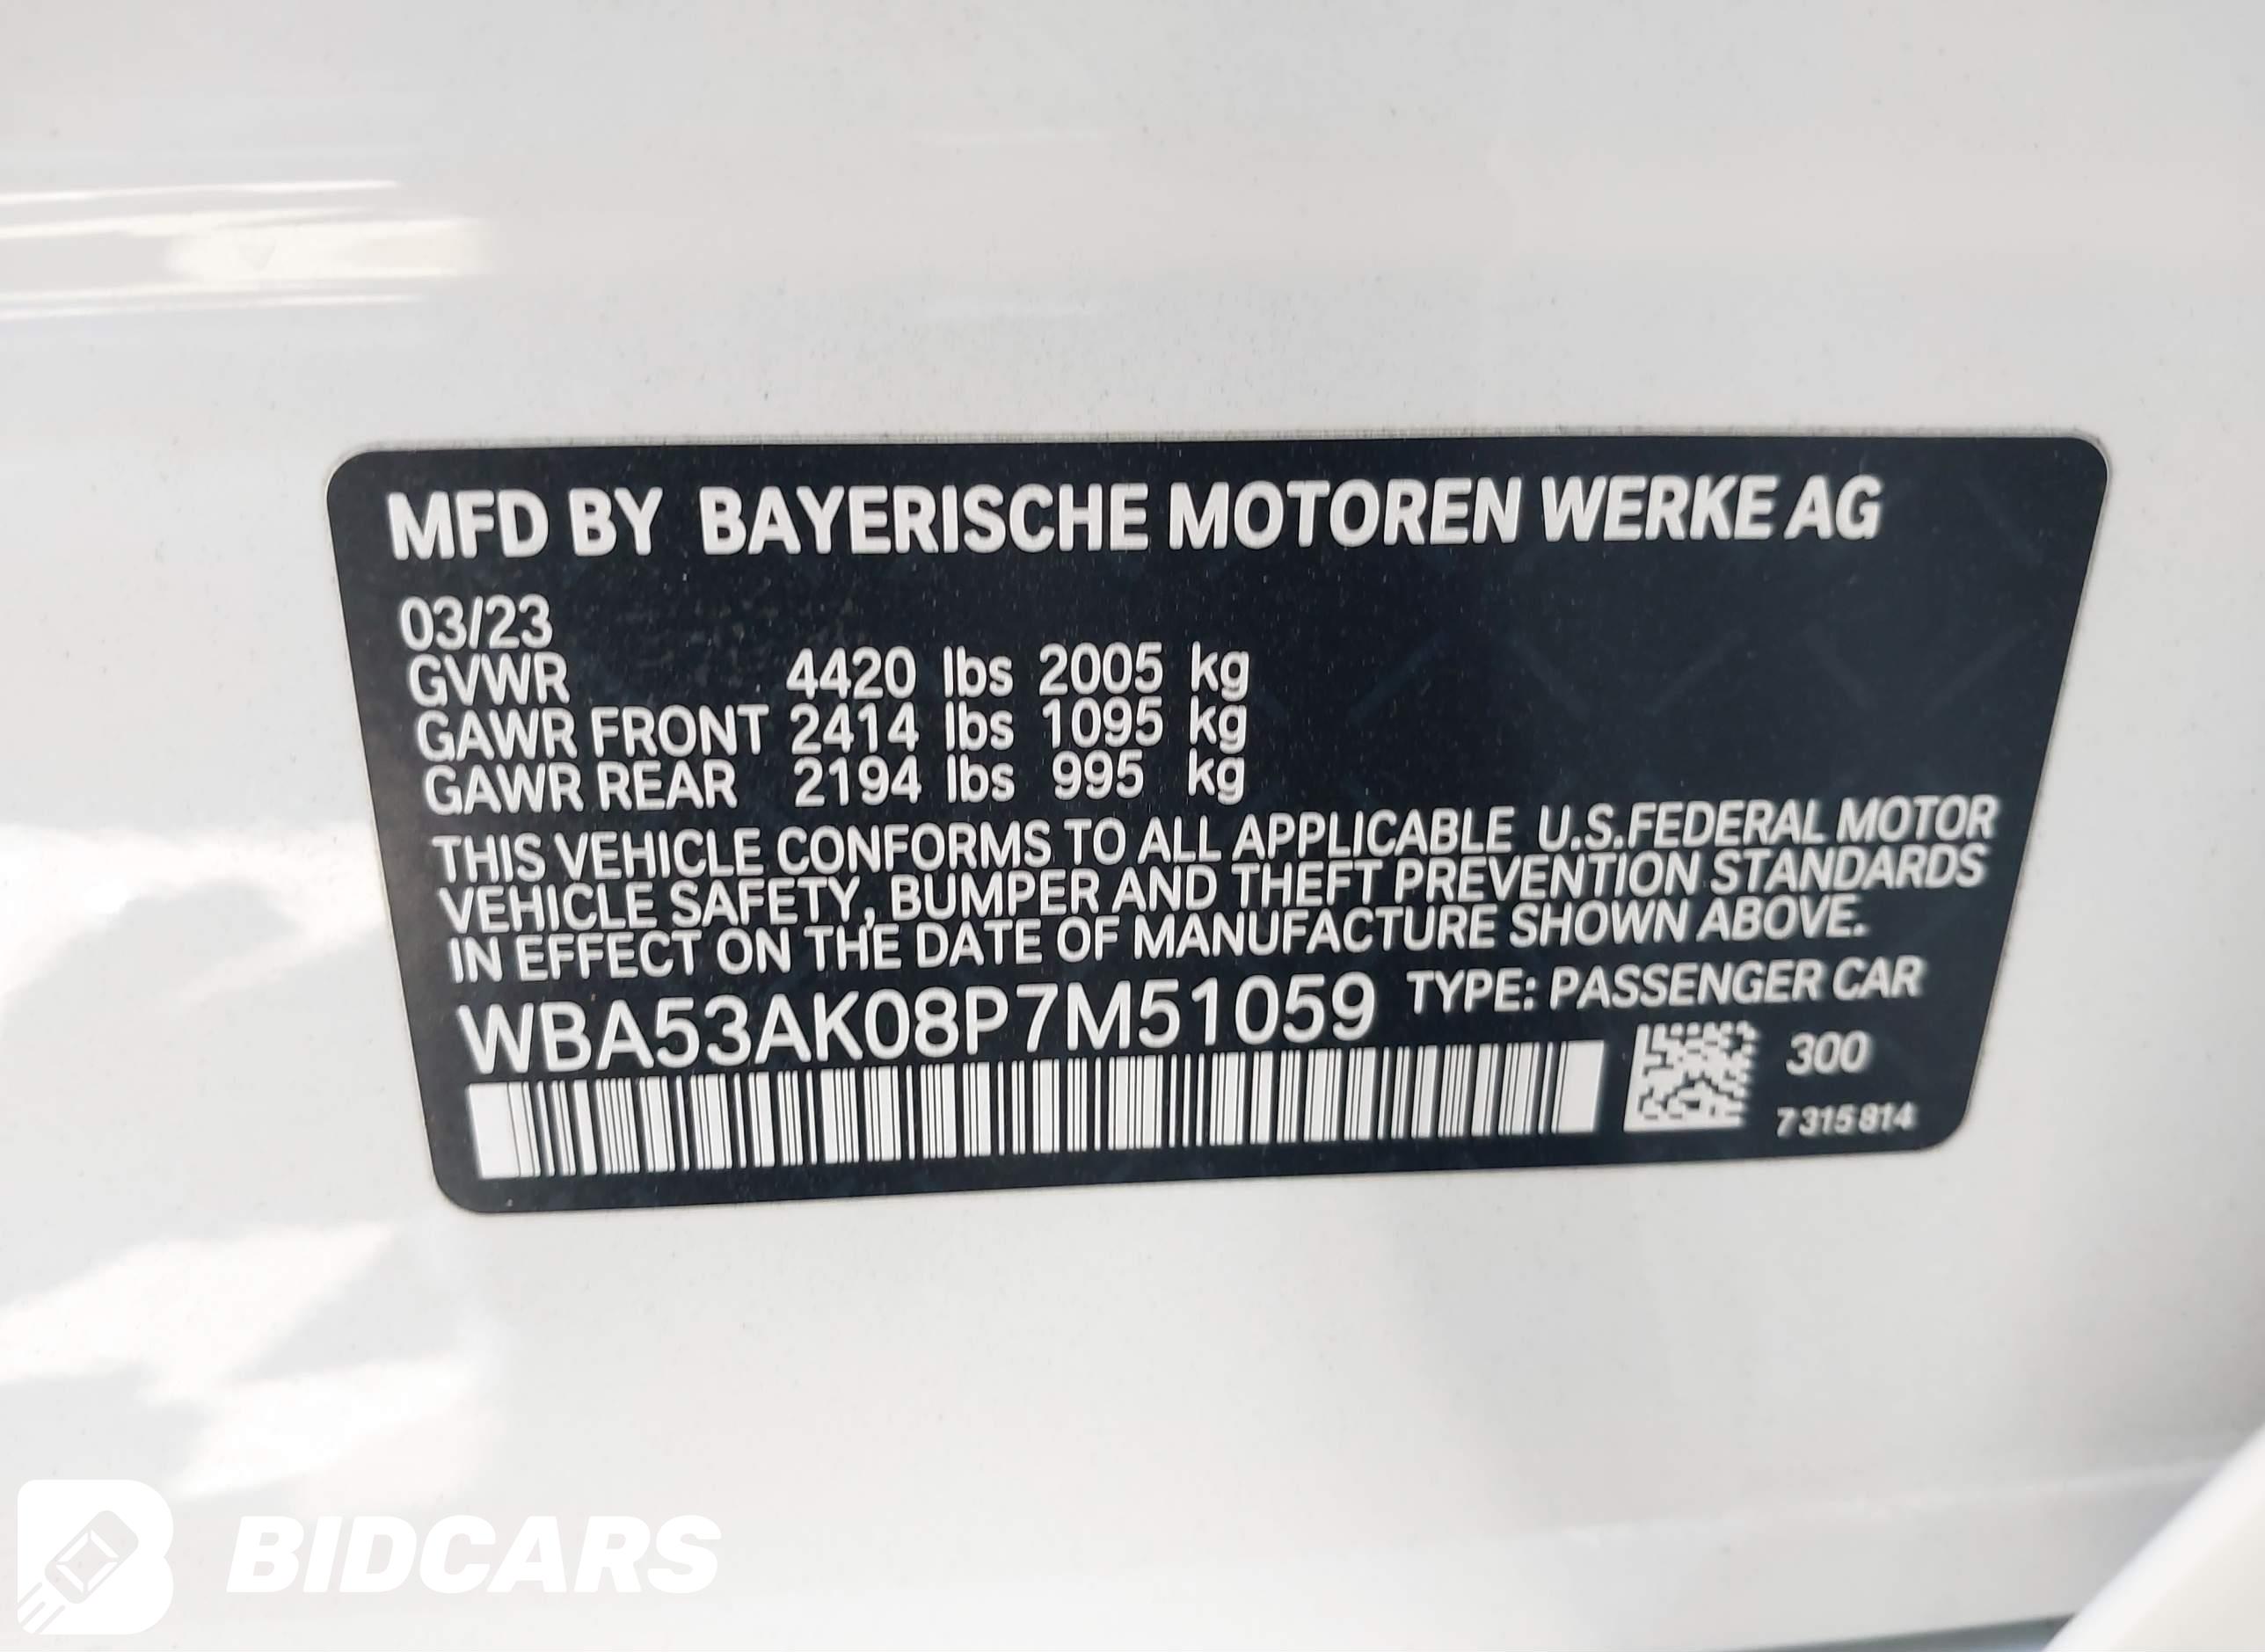 MFD BY BAYERISCHE MOTOREN WERKE AG
03/23
GVWR 4420 lbs 2005 kg
GAWR FRONT 2414 lbs 1095 kg
GAWR REAR 2194 lbs 995 kg
THIS VEHICLE CONFORMS TO ALL APPLICABLE U.S.FEDERAL MOTOR
VEHICLE SAFETY, BUMPER AND THEFT PREVENTION STANDARDS
IN EFFECT ON THE DATE OF MANUFACTURE SHOWN ABOVE.
WBA53AK08P7M51059 TYPE: PASSENGER CAR
300
7315814
BIDCARS